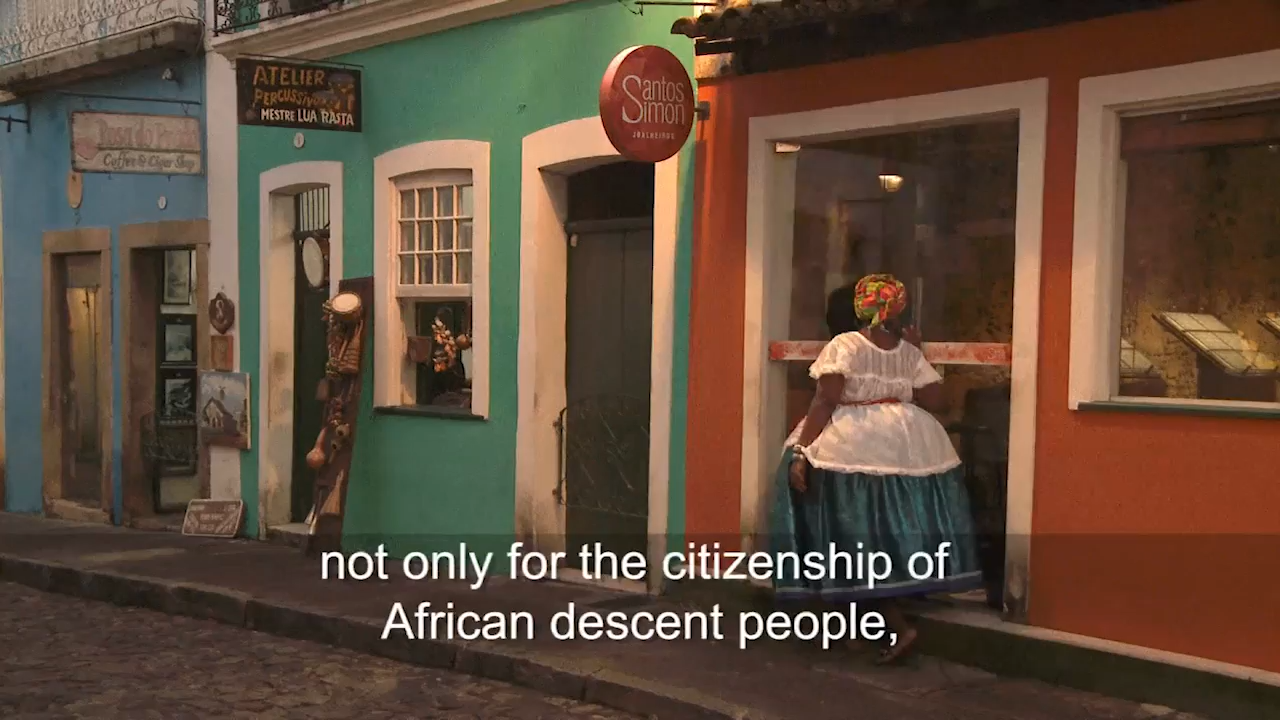 ATELIER
PERCUSSIVO
MESTRE LUA RASTA
Santos
Simon
JOALHEIROS
Coffee & Cigar Shop
not only for the citizenship of
African descent people,